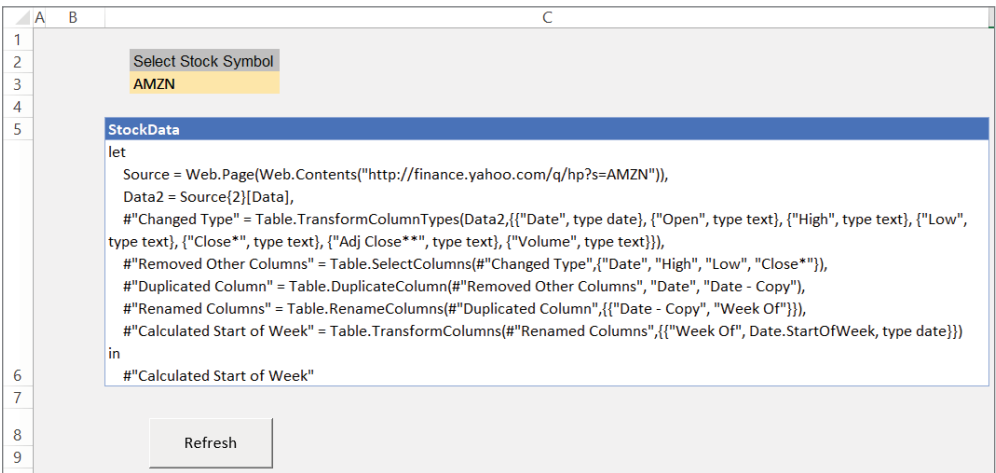 A B C
1
2 Select Stock Symbol
3 AMZN
4
5 StockData
let
Source = Web.Page(Web.Contents("http://finance.yahoo.com/q/hp?s=AMZN")),
Data2 = Source{2}[Data],
#"Changed Type" = Table.TransformColumnTypes(Data2,{{"Date", type date}, {"Open", type text}, {"High", type text}, {"Low",
type text}, {"Close*", type text}, {"Adj Close**", type text}, {"Volume", type text}}),
#"Removed Other Columns" = Table.SelectColumns(#"Changed Type",{"Date", "High", "Low", "Close*"}),
#"Duplicated Column" = Table.DuplicateColumn(#"Removed Other Columns", "Date", "Date - Copy"),
#"Renamed Columns" = Table.RenameColumns(#"Duplicated Column",{{"Date - Copy", "Week Of"}}),
#"Calculated Start of Week" = Table.TransformColumns(#"Renamed Columns",{{"Week Of", Date.StartOfWeek, type date}})
in
6 #"Calculated Start of Week"
7
8 Refresh
9